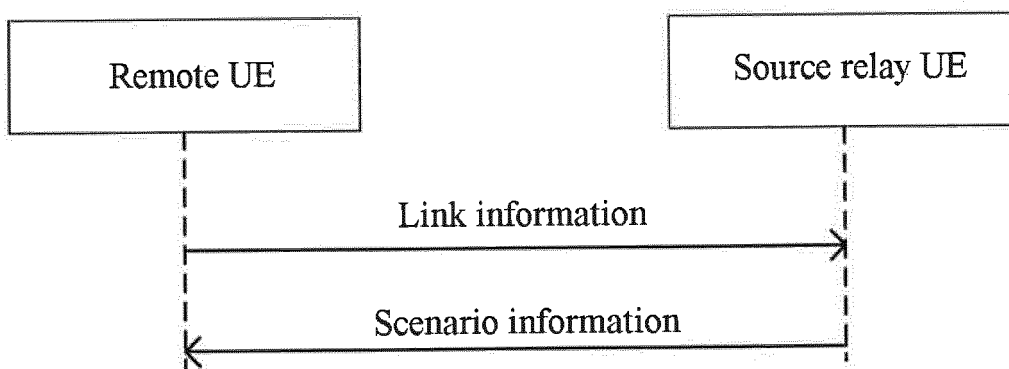 Remote UE
Source relay UE
Link information
Scenario information